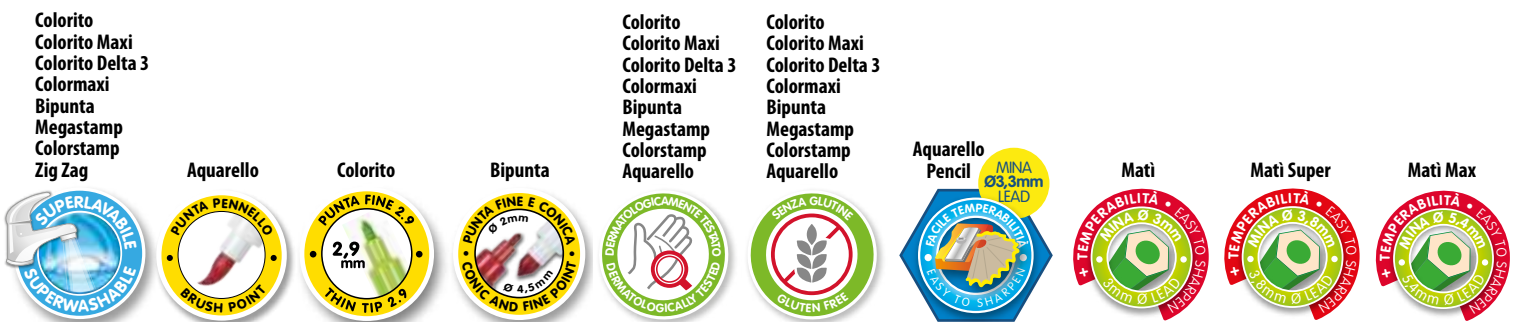 Colorito
Colorito Maxi
Colorito Delta 3
Colormaxi
Bipunta
Megastamp
Colorstamp
Zig Zag
SUPERLAVABILE
SUPERWASHABLE
Aquarello
PUNTA PENNELLO
BRUSH POINT
Colorito
PUNTA FINE 2.9
2,9
mm
THIN TIP 2.9
Bipunta
PUNTA FINE E CONICA
Ø 2mm
Ø 4,5mm
CONIC AND FINE POINT
Colorito
Colorito Maxi
Colorito Delta 3
Colormaxi
Bipunta
Megastamp
Colorstamp
Aquarello
DERMATOLOGICAMENTE TESTATO
DERMATOLOGICALLY TESTED
Colorito
Colorito Maxi
Colorito Delta 3
Colormaxi
Bipunta
Megastamp
Colorstamp
Aquarello
SENZA GLUTINE
GLUTEN FREE
Aquarello
Pencil
MINA
Ø3,3mm
LEAD
FACILE TEMPERABILITÀ
EASY TO SHARPEN
Matì
+ TEMPERABILITÀ • EASY TO SHARPEN
MINA Ø 3mm
3mm Ø LEAD
Matì Super
+ TEMPERABILITÀ • EASY TO SHARPEN
MINA Ø 3,8mm
3,8mm Ø LEAD
Matì Max
+ TEMPERABILITÀ • EASY TO SHARPEN
MINA Ø 5,4mm
5,4mm Ø LEAD